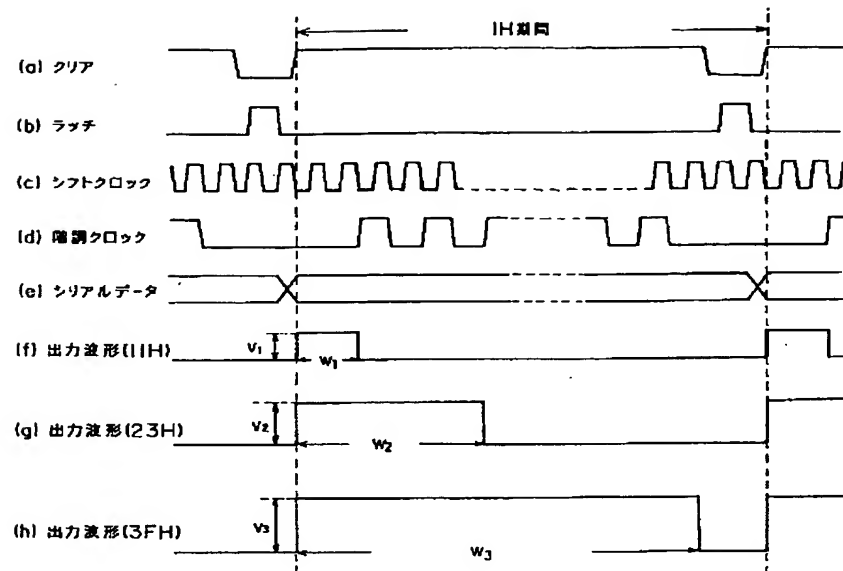 1H期間
(a) クリア
(b) ラッチ
(c) シフトクロック
(d) 階調クロック
(e) シリアルデータ
(f) 出力波形(11H)
V1
W1
(g) 出力波形(23H)
V2
W2
(h) 出力波形(3FH)
V3
W3